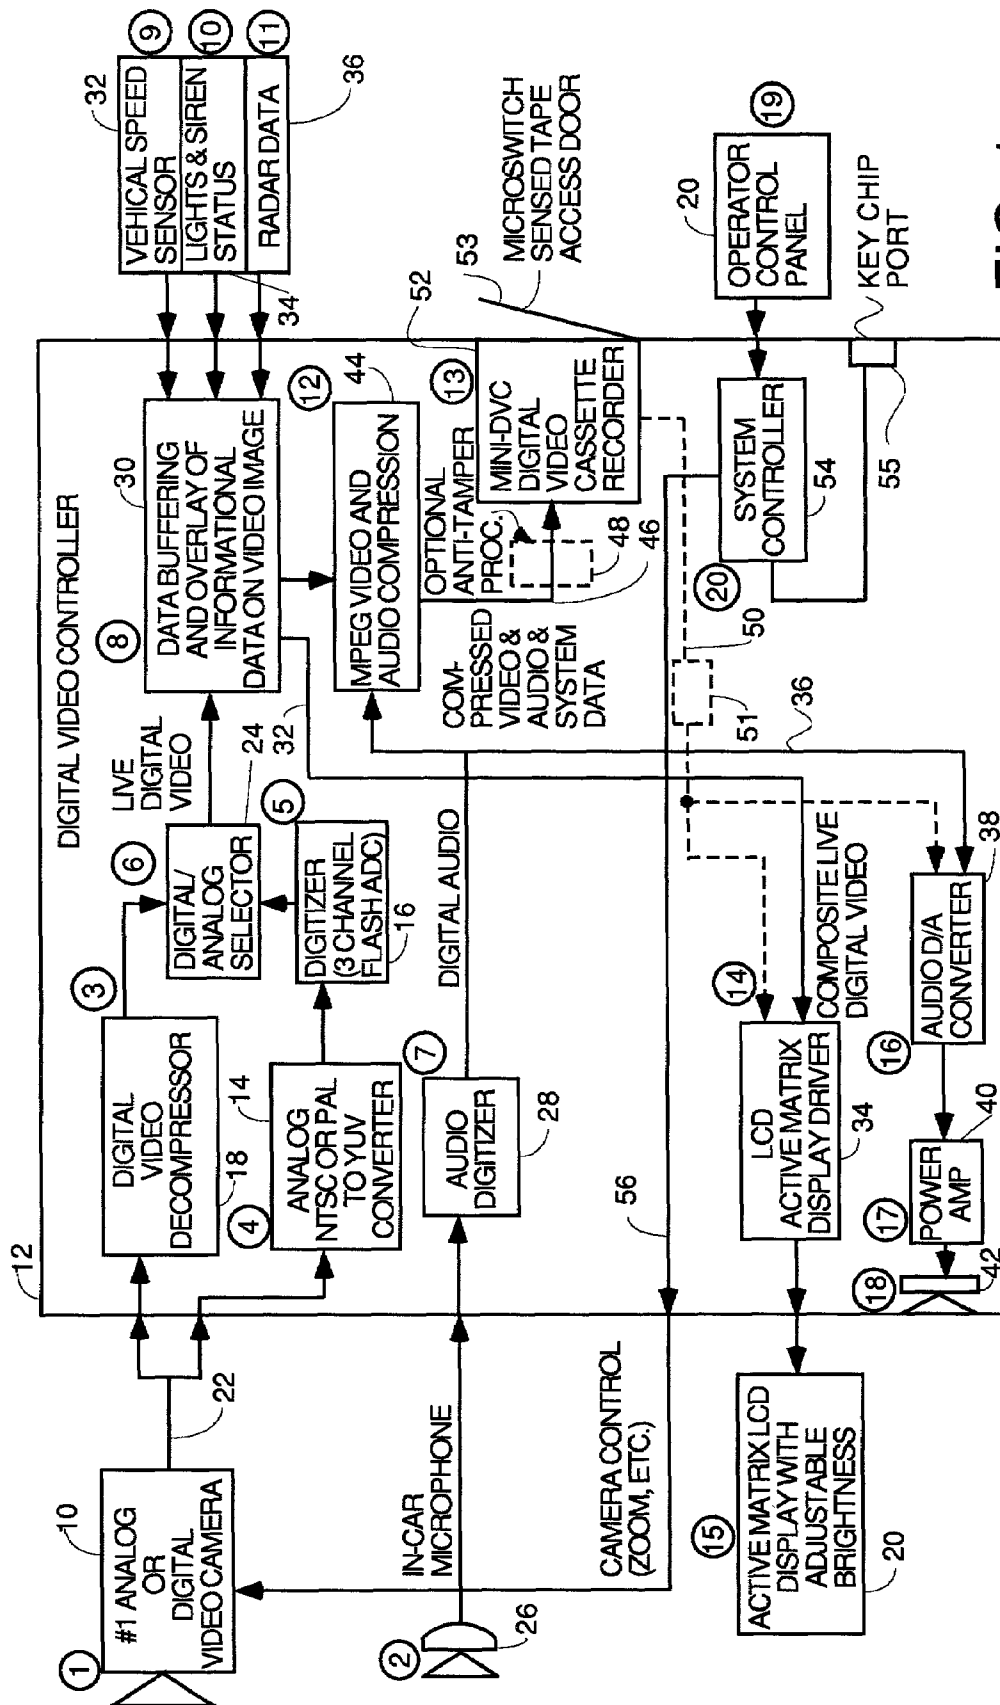 12
DIGITAL VIDEO CONTROLLER
1
10
#1 ANALOG
OR
DIGITAL
VIDEO CAMERA
22
3
DIGITAL
VIDEO
DECOMPRESSOR
18
4
14
ANALOG
NTSC OR PAL
TO YUV
CONVERTER
6
DIGITAL/
ANALOG
SELECTOR
24
5
DIGITIZER
(3 CHANNEL
FLASH ADC)
16
LIVE
DIGITAL
VIDEO
8
30
DATA BUFFERING
AND OVERLAY OF
INFORMATIONAL
DATA ON VIDEO IMAGE
32
32
VEHICAL SPEED
SENSOR
9
LIGHTS & SIREN
STATUS
10
34
RADAR DATA
11
36
2
26
IN-CAR
MICROPHONE
7
AUDIO
DIGITIZER
28
DIGITAL AUDIO
12
44
MPEG VIDEO AND
AUDIO COMPRESSION
COM-
PRESSED
VIDEO &
AUDIO &
SYSTEM
DATA
OPTIONAL
ANTI-TAMPER
PROC.
48
46
13
52
MINI-DVC
DIGITAL
VIDEO
CASSETTE
RECORDER
53
MICROSWITCH
SENSED TAPE
ACCESS DOOR
50
51
36
CAMERA CONTROL
(ZOOM, ETC.)
56
20
SYSTEM
CONTROLLER
54
20
OPERATOR
CONTROL
PANEL
19
KEY CHIP
PORT
55
15
ACTIVE MATRIX LCD
DISPLAY WITH
ADJUSTABLE
BRIGHTNESS
20
14
LCD
ACTIVE MATRIX
DISPLAY DRIVER
34
COMPOSITE LIVE
DIGITAL VIDEO
18
42
17
POWER
AMP
40
16
AUDIO D/A
CONVERTER
38